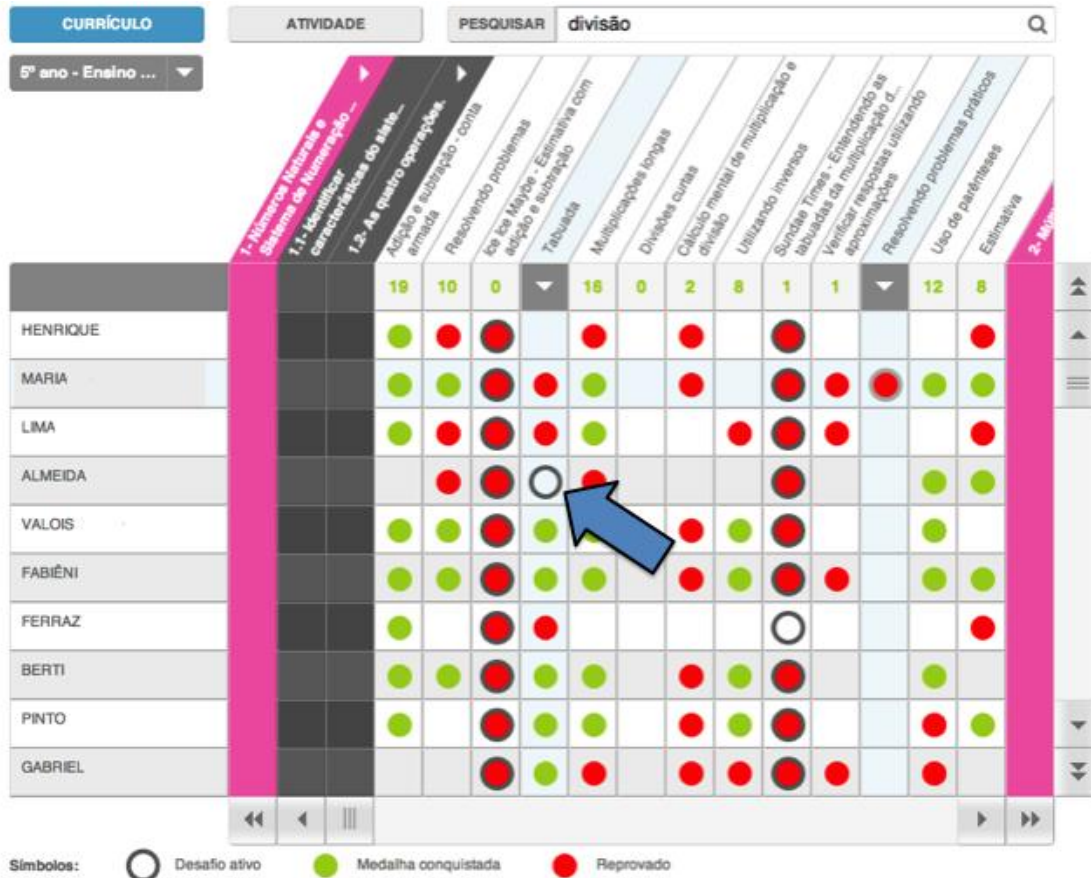 CURRÍCULO
ATIVIDADE
PESQUISAR
divisão
5º ano - Ensino ...
1- Números Naturais e
Sistema de Numeração ...
1.1- Identificar
características do siste...
1.2- As quatro operações.
Adição e subtração - conta
armada
Resolvendo problemas
Ice Ice Maybe - Estimativa com
adição e subtração
Tabuada
Multiplicações longas
Divisões curtas
Cálculo mental de multiplicação e
divisão
Utilizando inversos
Sundae Times - Entendendo as
tabuadas da multiplicação d...
Verificar respostas utilizando
aproximações
Resolvendo problemas práticos
Uso de parênteses
Estimativa
19 10 0 16 0 2 8 1 1 12 8
HENRIQUE
MARIA
LIMA
ALMEIDA
VALOIS
FABIÊNI
FERRAZ
BERTI
PINTO
GABRIEL
Símbolos: Desafio ativo Medalha conquistada Reprovado